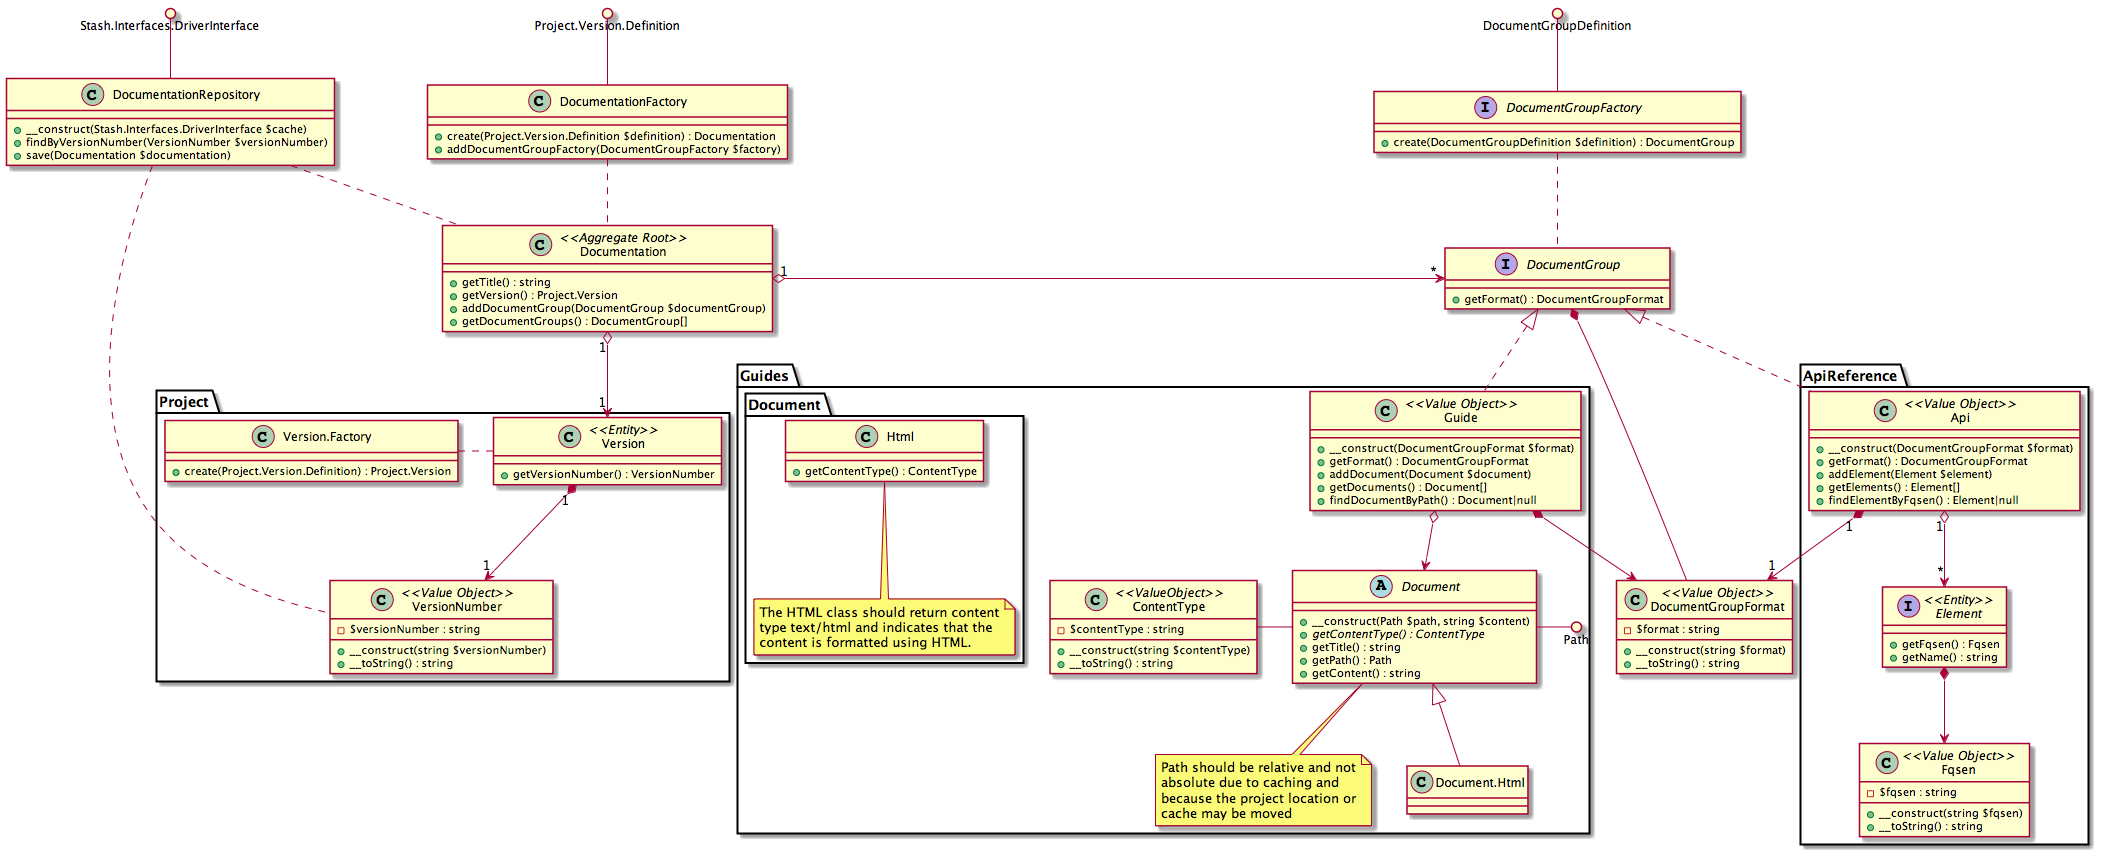 Stash.Interfaces.DriverInterface
Project.Version.Definition
DocumentGroupDefinition
C DocumentationRepository
__construct(Stash.Interfaces.DriverInterface $cache)
findByVersionNumber(VersionNumber $versionNumber)
save(Documentation $documentation)
C DocumentationFactory
create(Project.Version.Definition $definition) : Documentation
addDocumentGroupFactory(DocumentGroupFactory $factory)
I DocumentGroupFactory
create(DocumentGroupDefinition $definition) : DocumentGroup
C <<Aggregate Root>>
Documentation
getTitle() : string
getVersion() : Project.Version
addDocumentGroup(DocumentGroup $documentGroup)
getDocumentGroups() : DocumentGroup[]
1
*
1
1
I DocumentGroup
getFormat() : DocumentGroupFormat
Project
C Version.Factory
create(Project.Version.Definition) : Project.Version
C <<Entity>>
Version
getVersionNumber() : VersionNumber
1
1
C <<Value Object>>
VersionNumber
$versionNumber : string
__construct(string $versionNumber)
__toString() : string
Guides
Document
C Html
getContentType() : ContentType
The HTML class should return content
type text/html and indicates that the
content is formatted using HTML.
C <<Value Object>>
Guide
__construct(DocumentGroupFormat $format)
getFormat() : DocumentGroupFormat
addDocument(Document $document)
getDocuments() : Document[]
findDocumentByPath() : Document|null
C <<ValueObject>>
ContentType
$contentType : string
__construct(string $contentType)
__toString() : string
A Document
__construct(Path $path, string $content)
getContentType() : ContentType
getTitle() : string
getPath() : Path
getContent() : string
Path
Path should be relative and not
absolute due to caching and
because the project location or
cache may be moved
C Document.Html
C <<Value Object>>
DocumentGroupFormat
$format : string
__construct(string $format)
__toString() : string
ApiReference
C <<Value Object>>
Api
__construct(DocumentGroupFormat $format)
getFormat() : DocumentGroupFormat
addElement(Element $element)
getElements() : Element[]
findElementByFqsen() : Element|null
1
1
1
*
I <<Entity>>
Element
getFqsen() : Fqsen
getName() : string
C <<Value Object>>
Fqsen
$fqsen : string
__construct(string $fqsen)
__toString() : string